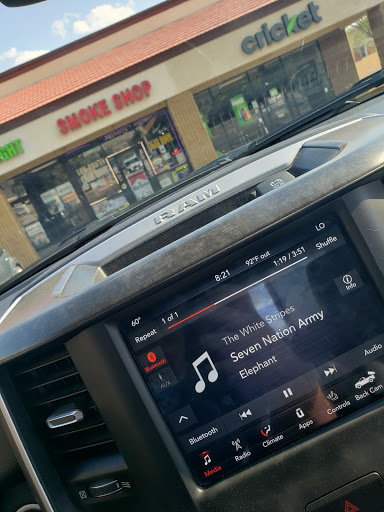 cricket
SMOKE SHOP
GHT
RAM
60°
8:21
92°F out
LO
Repeat
1 of 1
1:19 / 3:51
Shuffle
Bluetooth
AUX
The White Stripes
Seven Nation Army
Elephant
Info
Bluetooth
Audio
Media
Radio
Climate
Apps
Controls
Back Cam